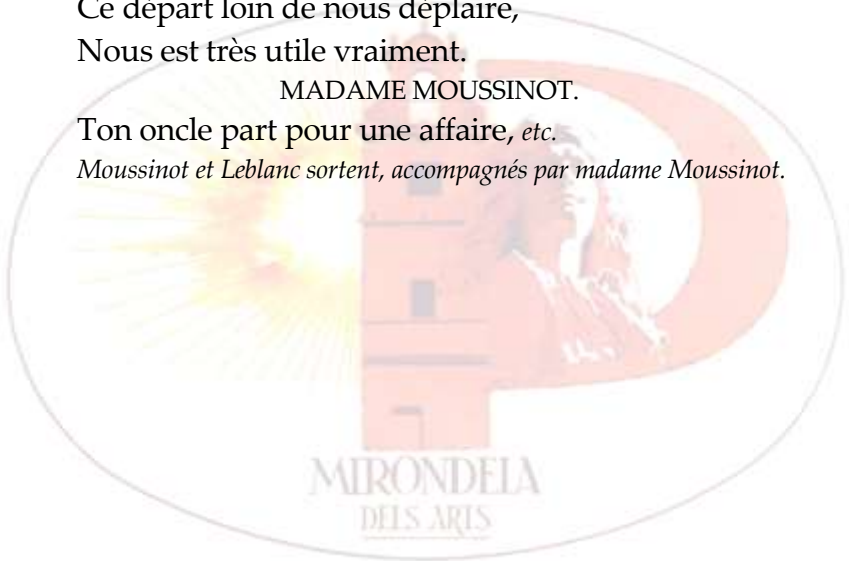 Ce départ loin de nous déplaire,
Nous est très utile vraiment.
MADAME MOUSSINOT.
Ton oncle part pour une affaire, etc.
Moussinot et Leblanc sortent, accompagnés par madame Moussinot.
MIRONDELA
DELS ARTS